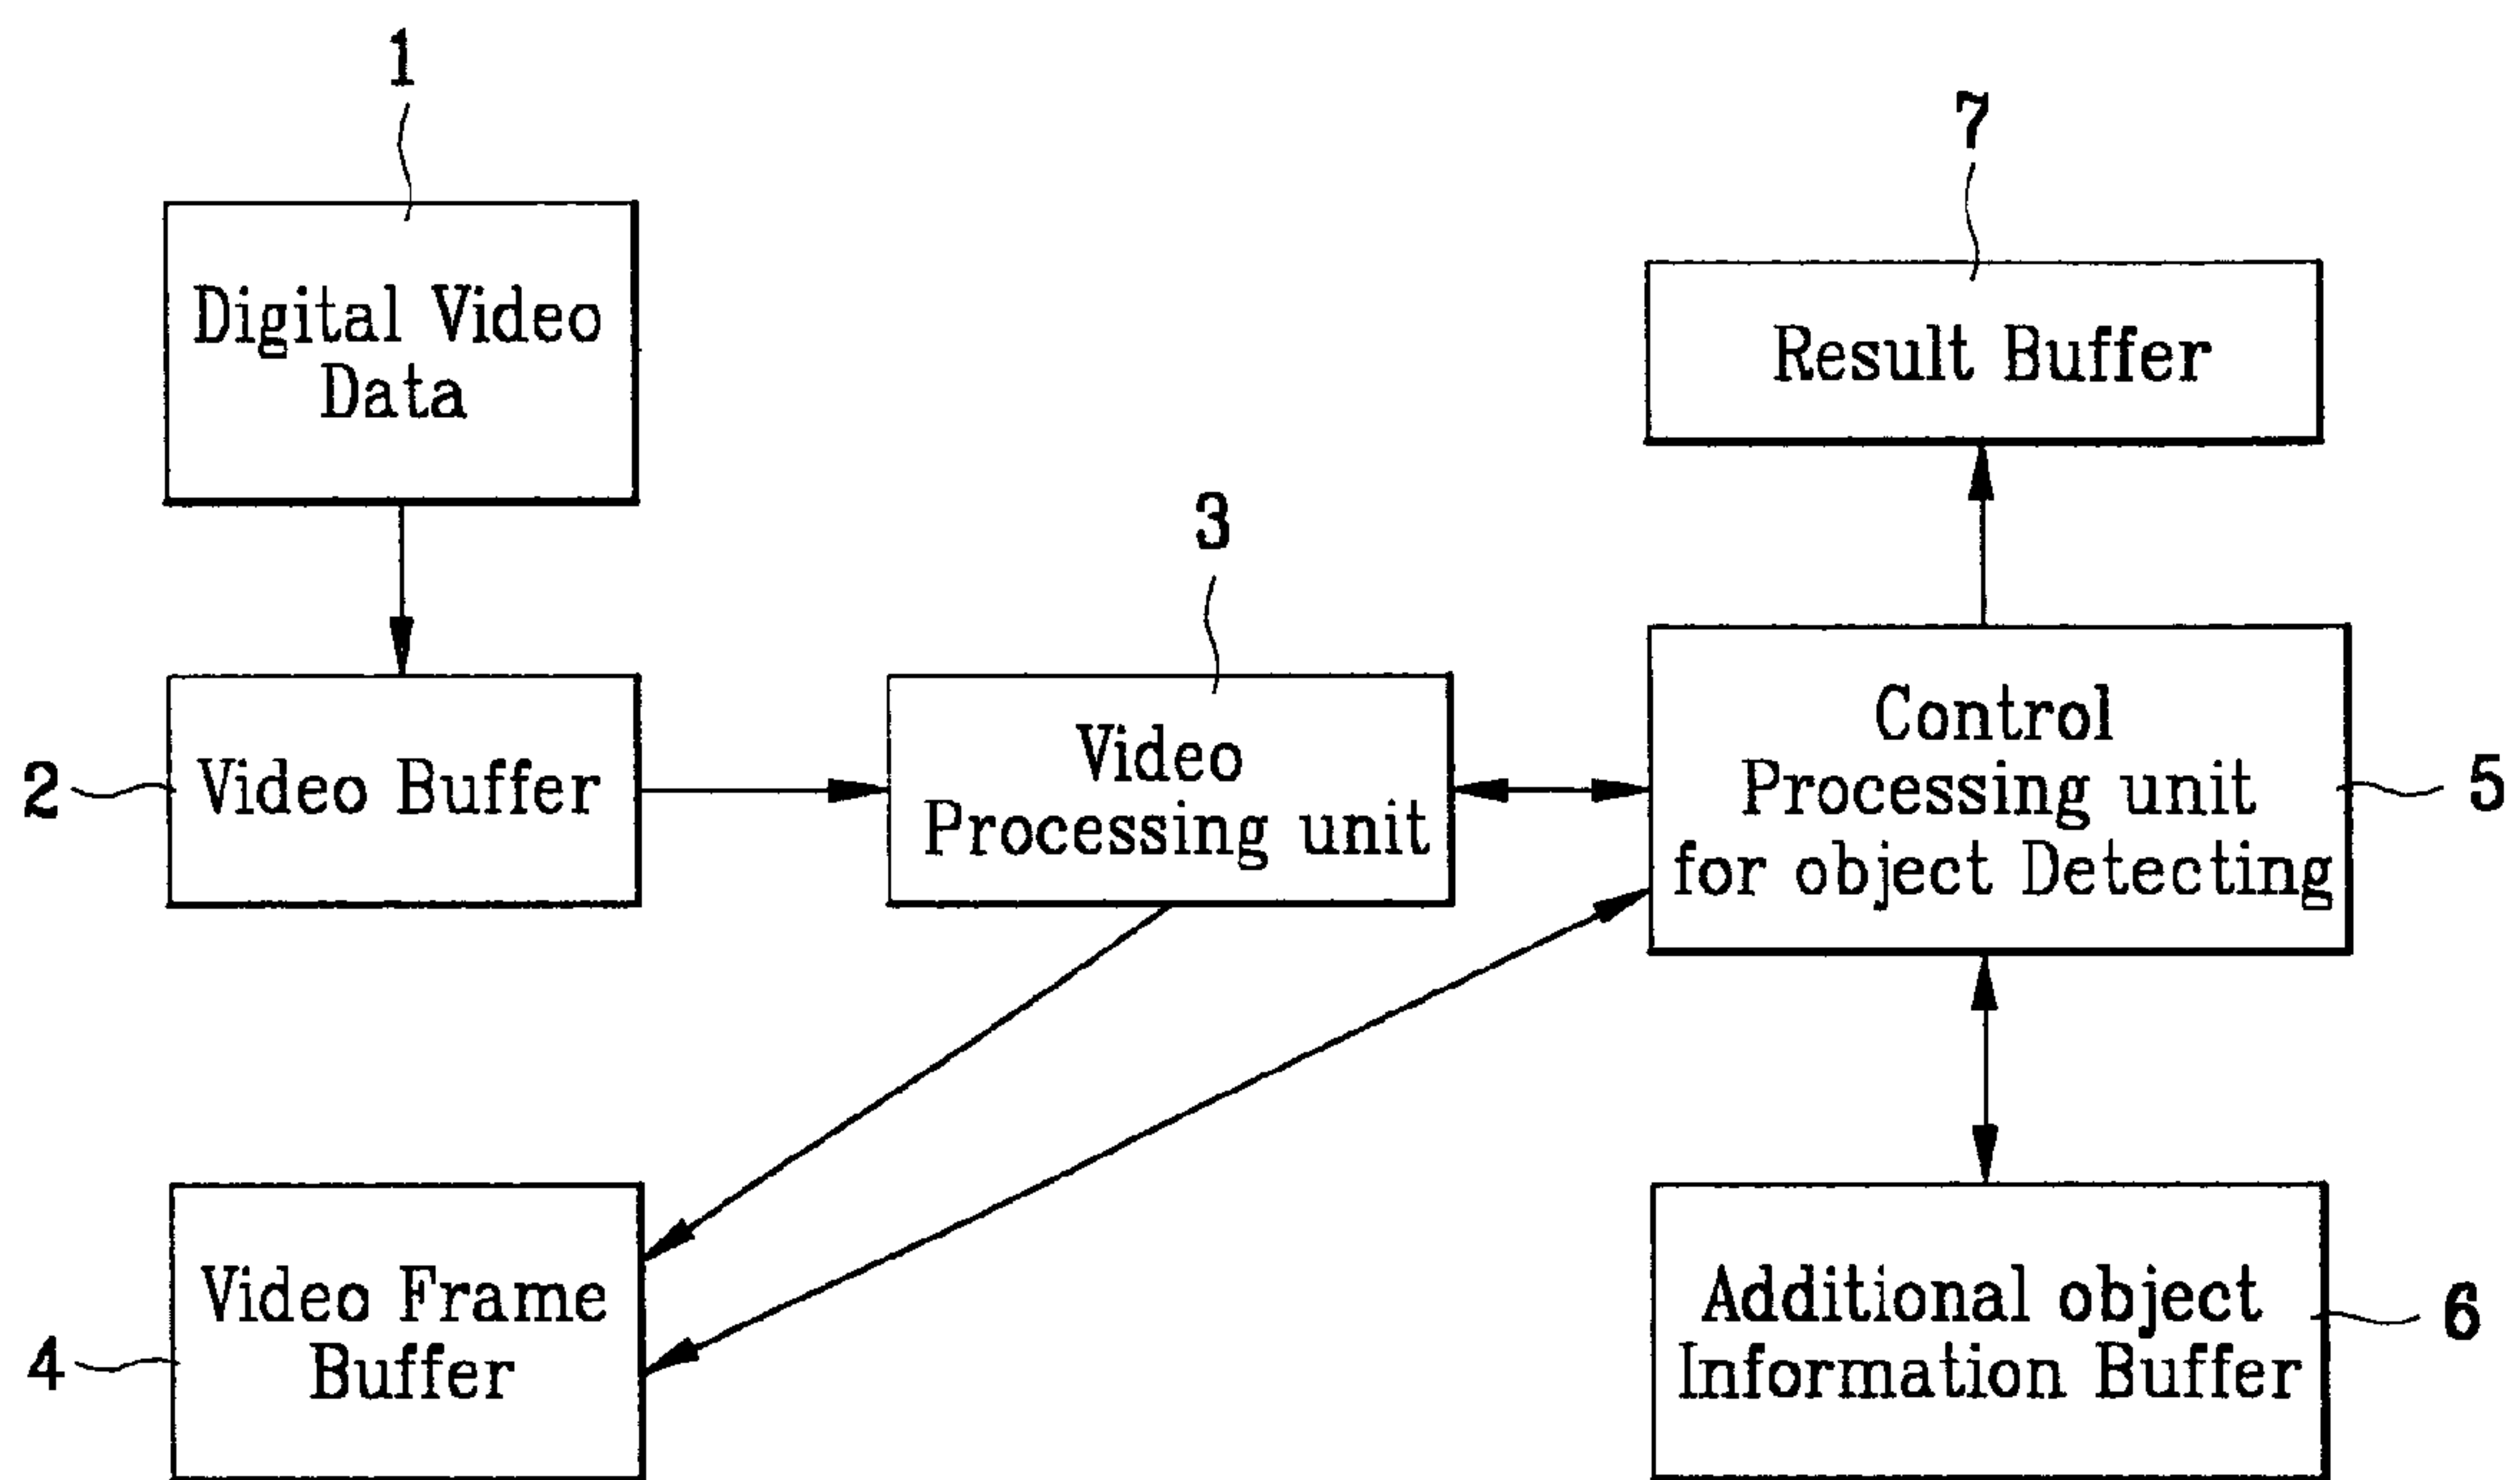 1
7
Digital Video
Data
Result Buffer
3
2
Video Buffer
Video
Processing unit
Control
Processing unit
for object Detecting
5
4
Video Frame
Buffer
Additional object
Information Buffer
6